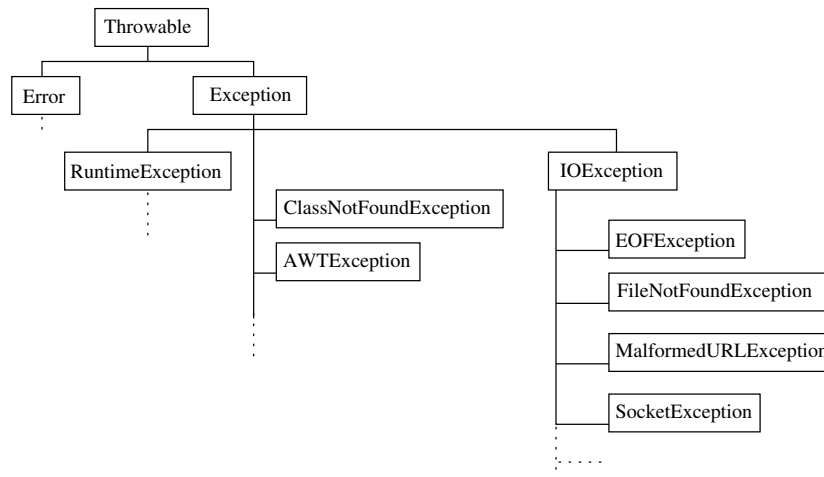 Throwable
Error
Exception
RuntimeException
IOException
ClassNotFoundException
AWTException
EOFException
FileNotFoundException
MalformedURLException
SocketException